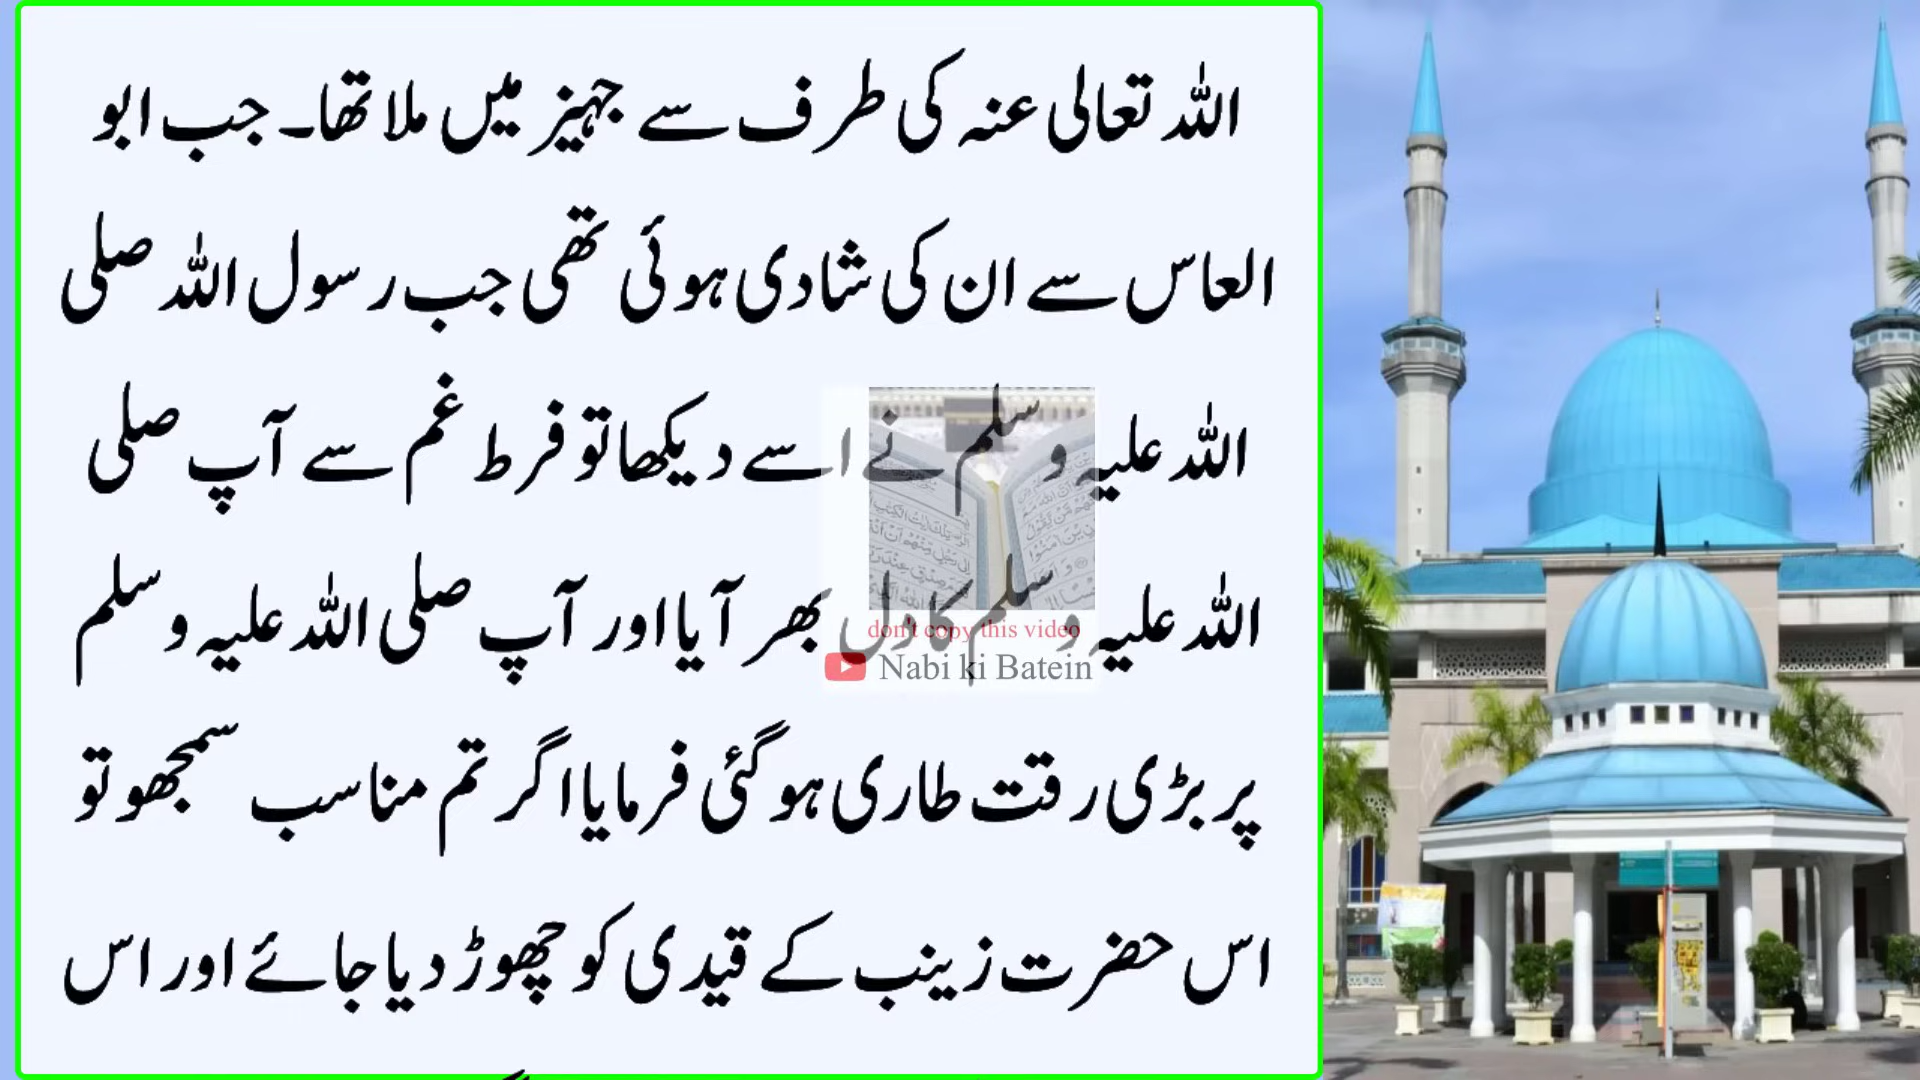 اللہ تعالی عنہ کی طرف سے جہیز میں ملا تھا۔ جب ابو
العاس سے ان کی شادی ہوئی تھی جب رسول اللہ صلی
اللہ علیہ وسلم نے اسے دیکھا تو فرط غم سے آپ صلی
اللہ علیہ وسلم کا دل بھر آیا اور آپ صلی اللہ علیہ وسلم
پر بڑی رقت طاری ہو گئی فرمایا اگر تم مناسب سمجھو تو
اس حضرت زینب کے قیدی کو چھوڑ دیا جائے اور اس
don't copy this video
Nabi ki Batein